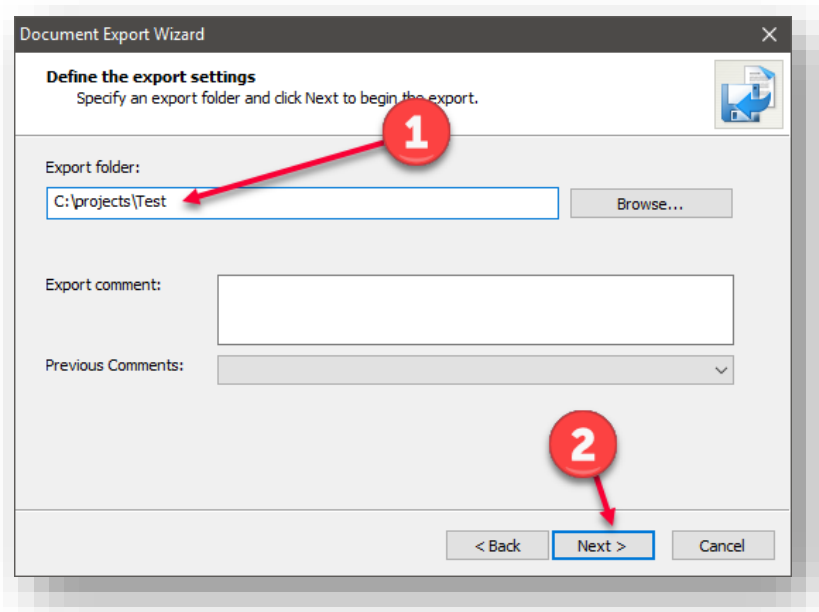 Document Export Wizard
Define the export settings
Specify an export folder and click Next to begin the export.
1
Export folder:
C:\projects\Test
Browse...
Export comment:
Previous Comments:
2
< Back
Next >
Cancel